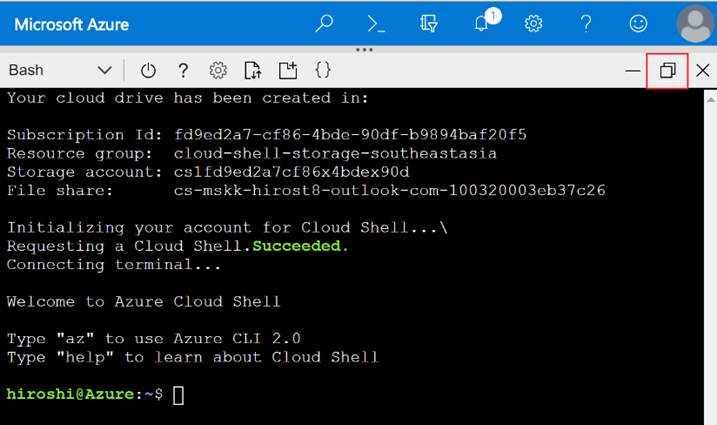 Microsoft Azure
1
Bash
Your cloud drive has been created in:
Subscription Id: fd9ed2a7-cf86-4bde-90df-b9894baf20f5
Resource group: cloud-shell-storage-southeastasia
Storage account: cs1fd9ed2a7cf86x4bdex90d
File share: cs-mskk-hirost8-outlook-com-100320003eb37c26
Initializing your account for Cloud Shell...\
Requesting a Cloud Shell.Succeeded.
Connecting terminal...
Welcome to Azure Cloud Shell
Type "az" to use Azure CLI 2.0
Type "help" to learn about Cloud Shell
hiroshi@Azure:~$